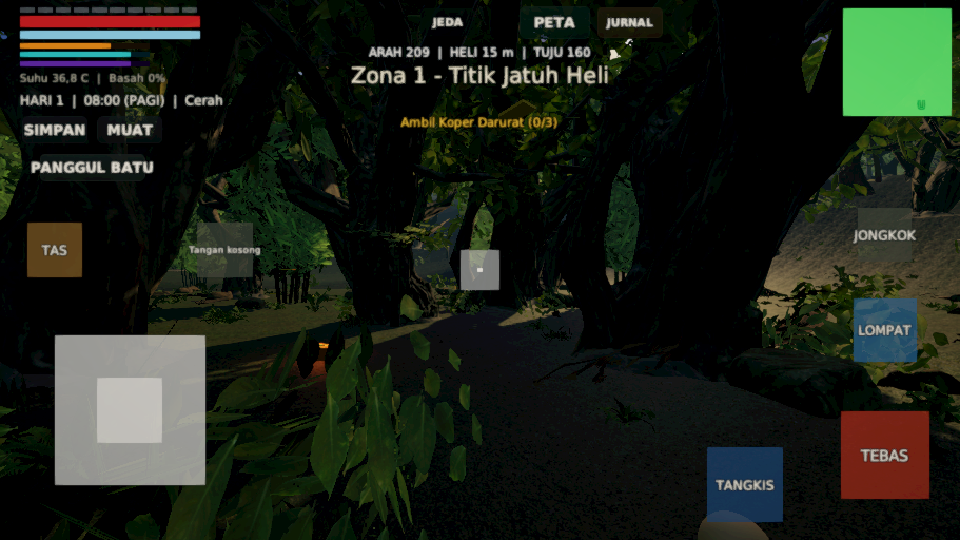 JEDA
PETA
JURNAL
ARAH 209 | HELI 15 m | TUJU 160
Zona 1 - Titik Jatuh Heli
Ambil Koper Darurat (0/3)
Suhu 36,8 C | Basah 0%
HARI 1 | 08:00 (PAGI) | Cerah
SIMPAN
MUAT
PANGGUL BATU
TAS
Tangan kosong
JONGKOK
LOMPAT
TEBAS
TANGKIS